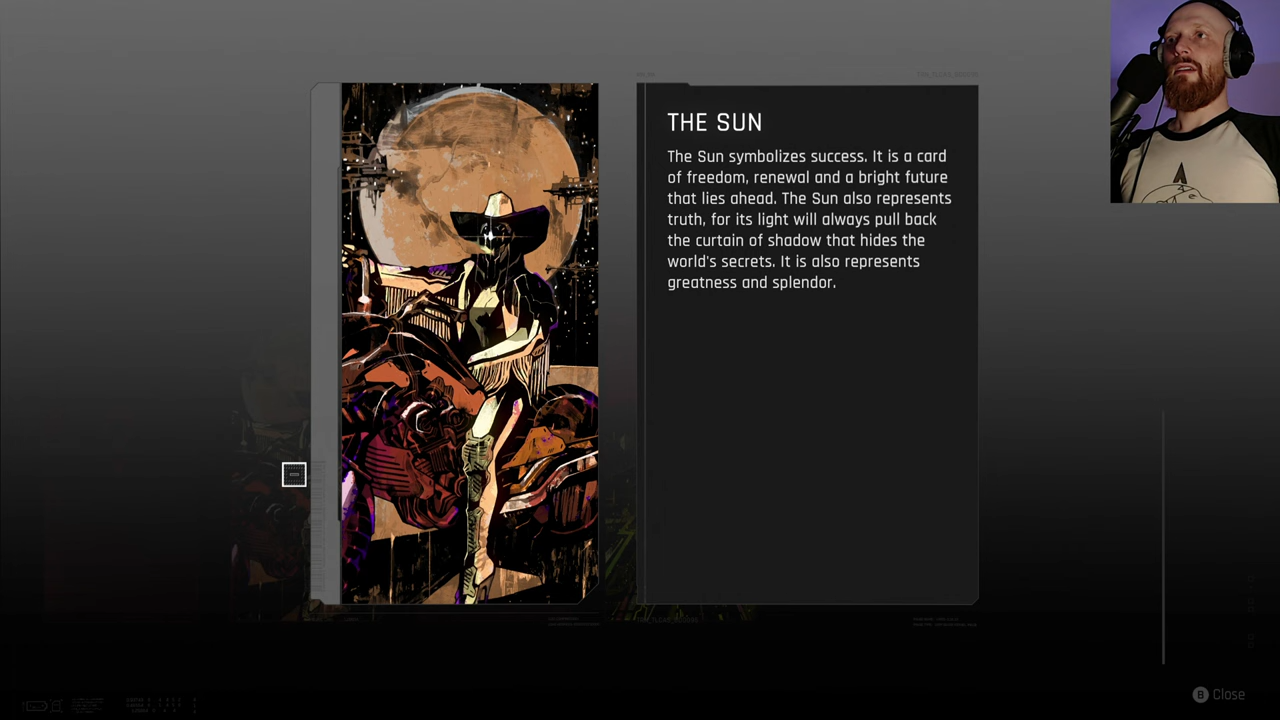 THE SUN
The Sun symbolizes success. It is a card
of freedom, renewal and a bright future
that lies ahead. The Sun also represents
truth, for its light will always pull back
the curtain of shadow that hides the
world's secrets. It is also represents
greatness and splendor.
B Close